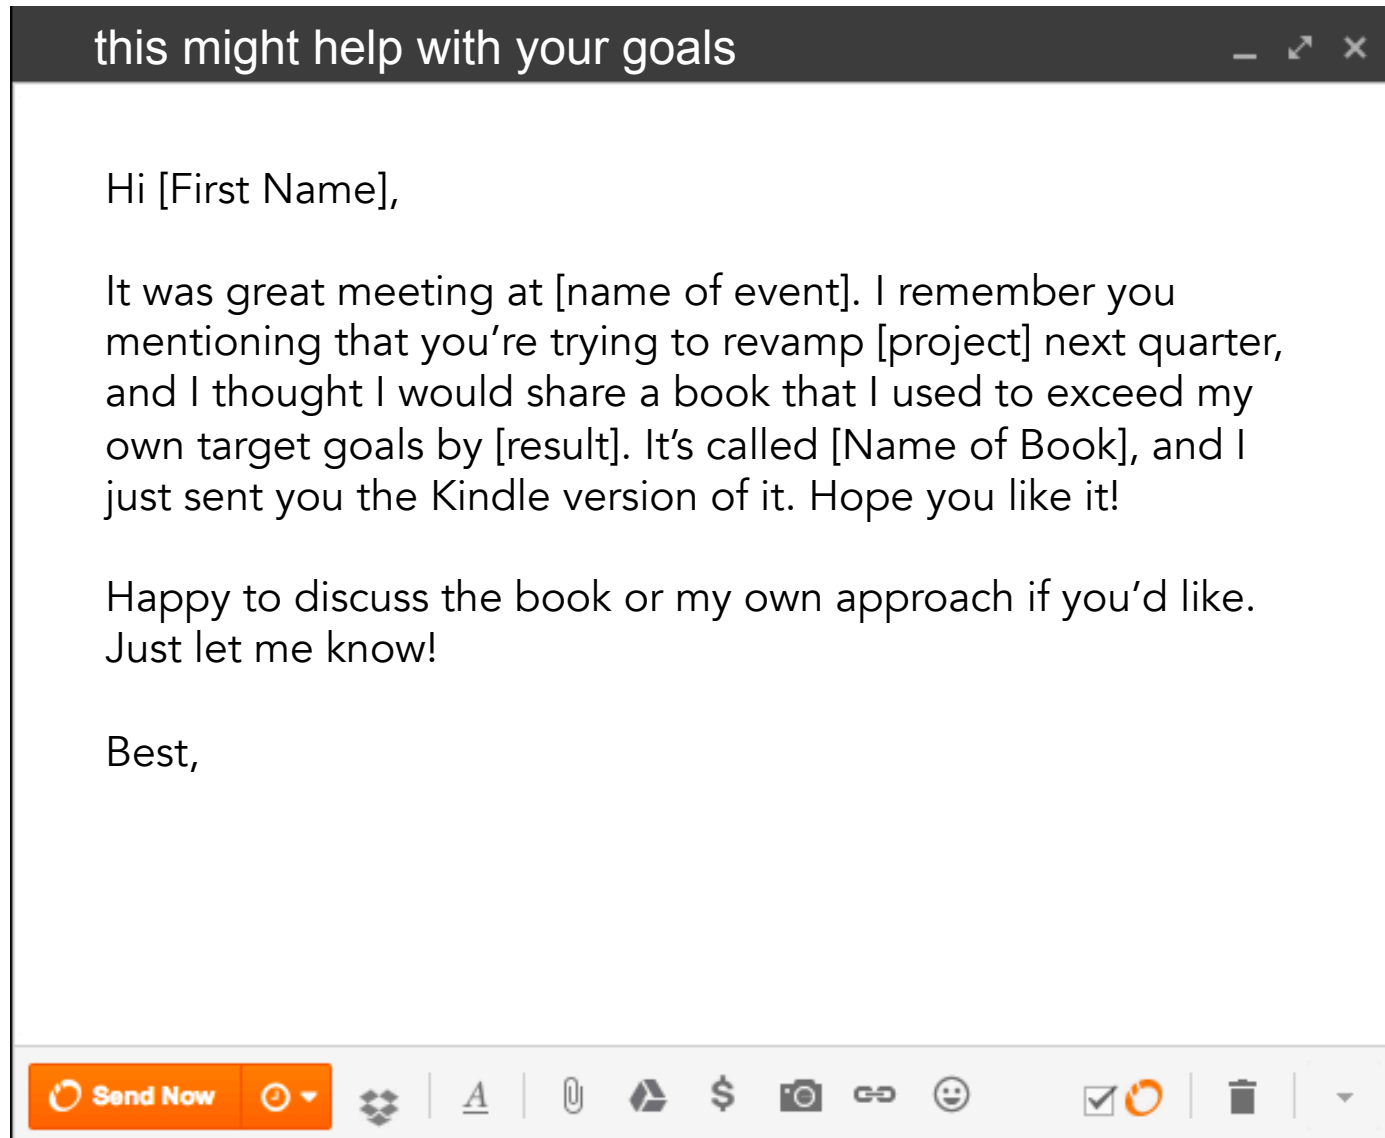 this might help with your goals
Hi [First Name],
It was great meeting at [name of event]. I remember you
mentioning that you’re trying to revamp [project] next quarter,
and I thought I would share a book that I used to exceed my
own target goals by [result]. It’s called [Name of Book], and I
just sent you the Kindle version of it. Hope you like it!
Happy to discuss the book or my own approach if you’d like.
Just let me know!
Best,
Send Now
A
$